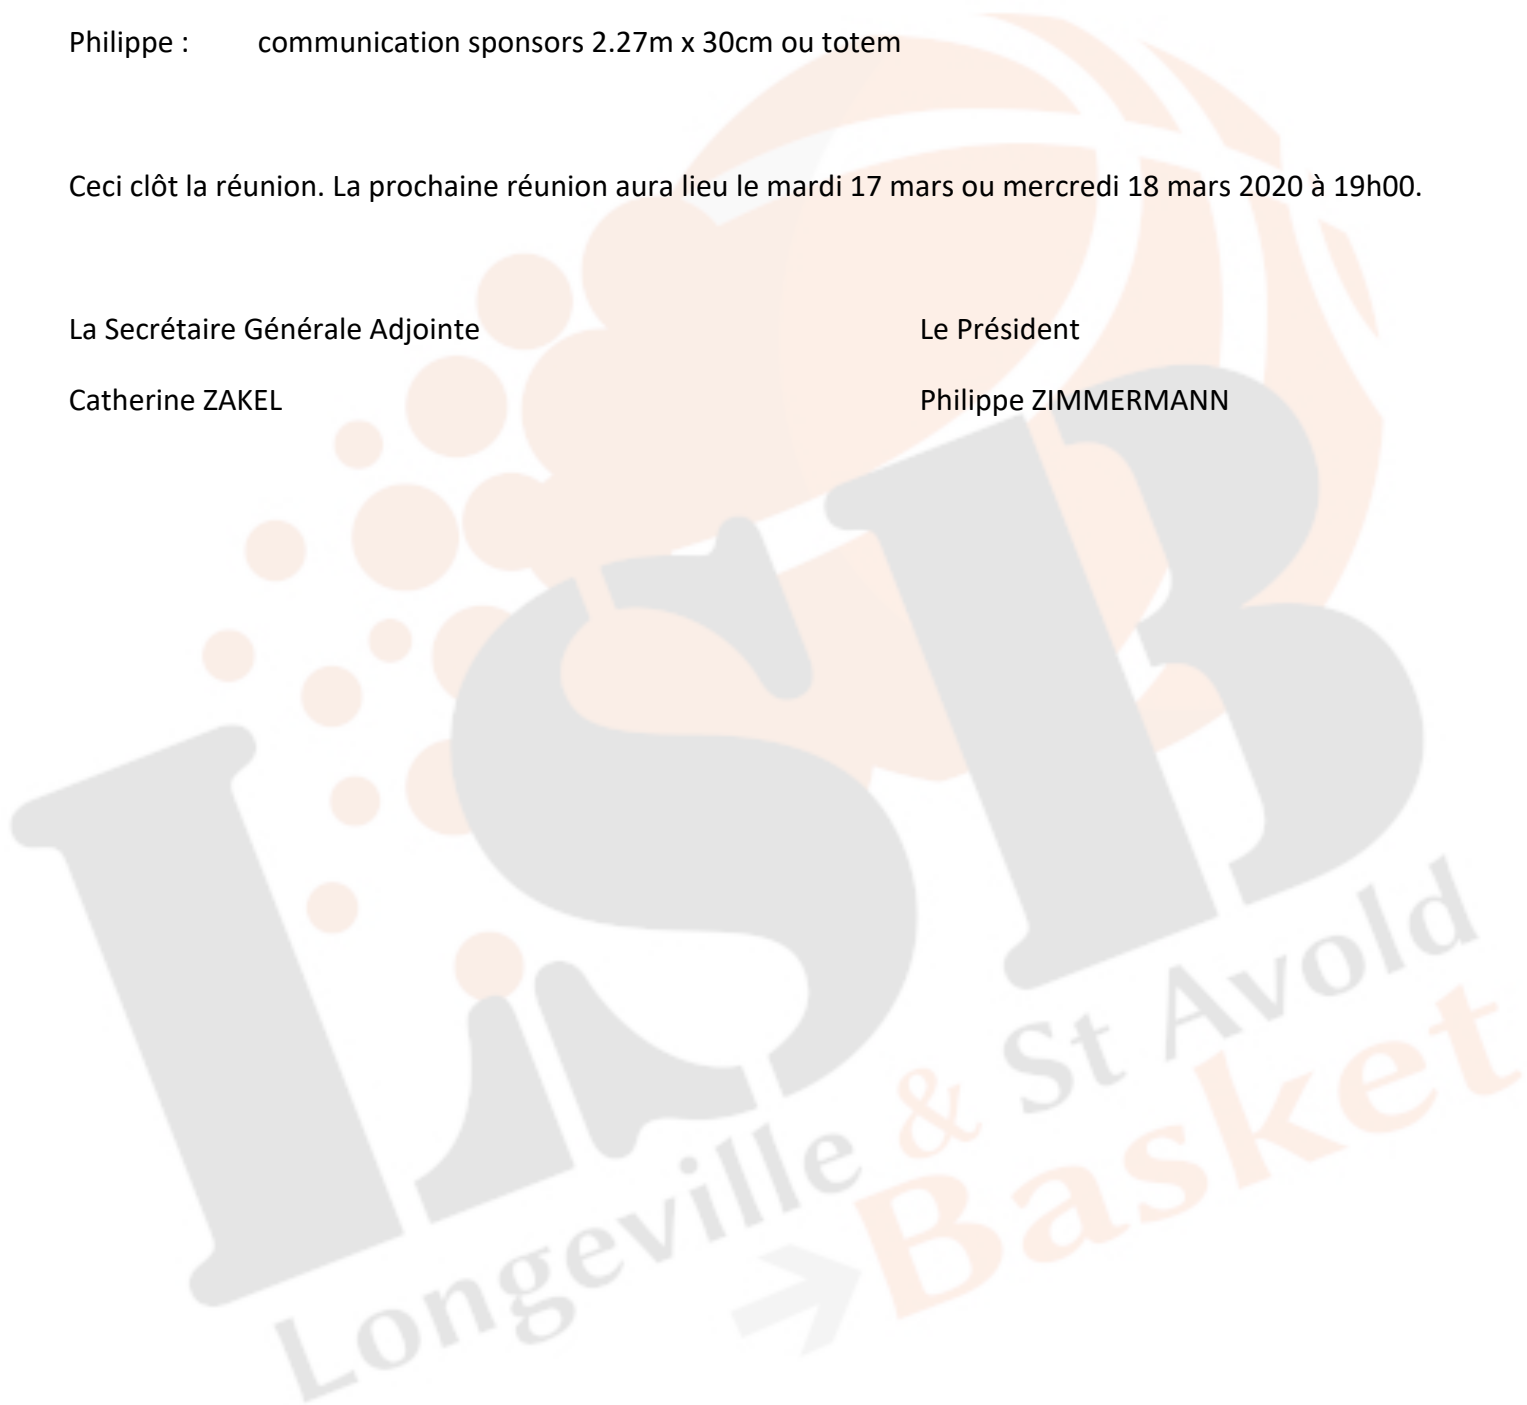 Philippe : communication sponsors 2.27m x 30cm ou totem
Ceci clôt la réunion. La prochaine réunion aura lieu le mardi 17 mars ou mercredi 18 mars 2020 à 19h00.
La Secrétaire Générale Adjointe Le Président
Catherine ZAKEL Philippe ZIMMERMANN
LSB
Longeville & St Avold
Basket